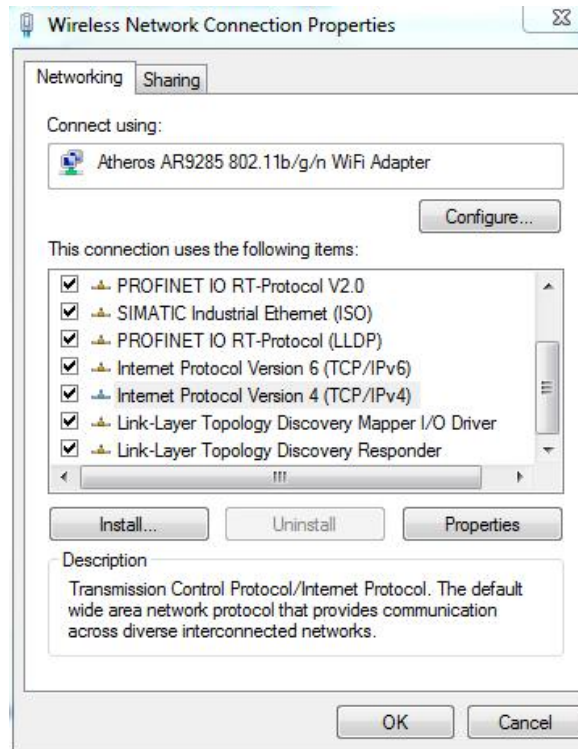 Wireless Network Connection Properties
Networking
Sharing
Connect using:
Atheros AR9285 802.11b/g/n WiFi Adapter
Configure...
This connection uses the following items:
PROFINET IO RT-Protocol V2.0
SIMATIC Industrial Ethernet (ISO)
PROFINET IO RT-Protocol (LLDP)
Internet Protocol Version 6 (TCP/IPv6)
Internet Protocol Version 4 (TCP/IPv4)
Link-Layer Topology Discovery Mapper I/O Driver
Link-Layer Topology Discovery Responder
Install...
Uninstall
Properties
Description
Transmission Control Protocol/Internet Protocol. The default
wide area network protocol that provides communication
across diverse interconnected networks.
OK
Cancel